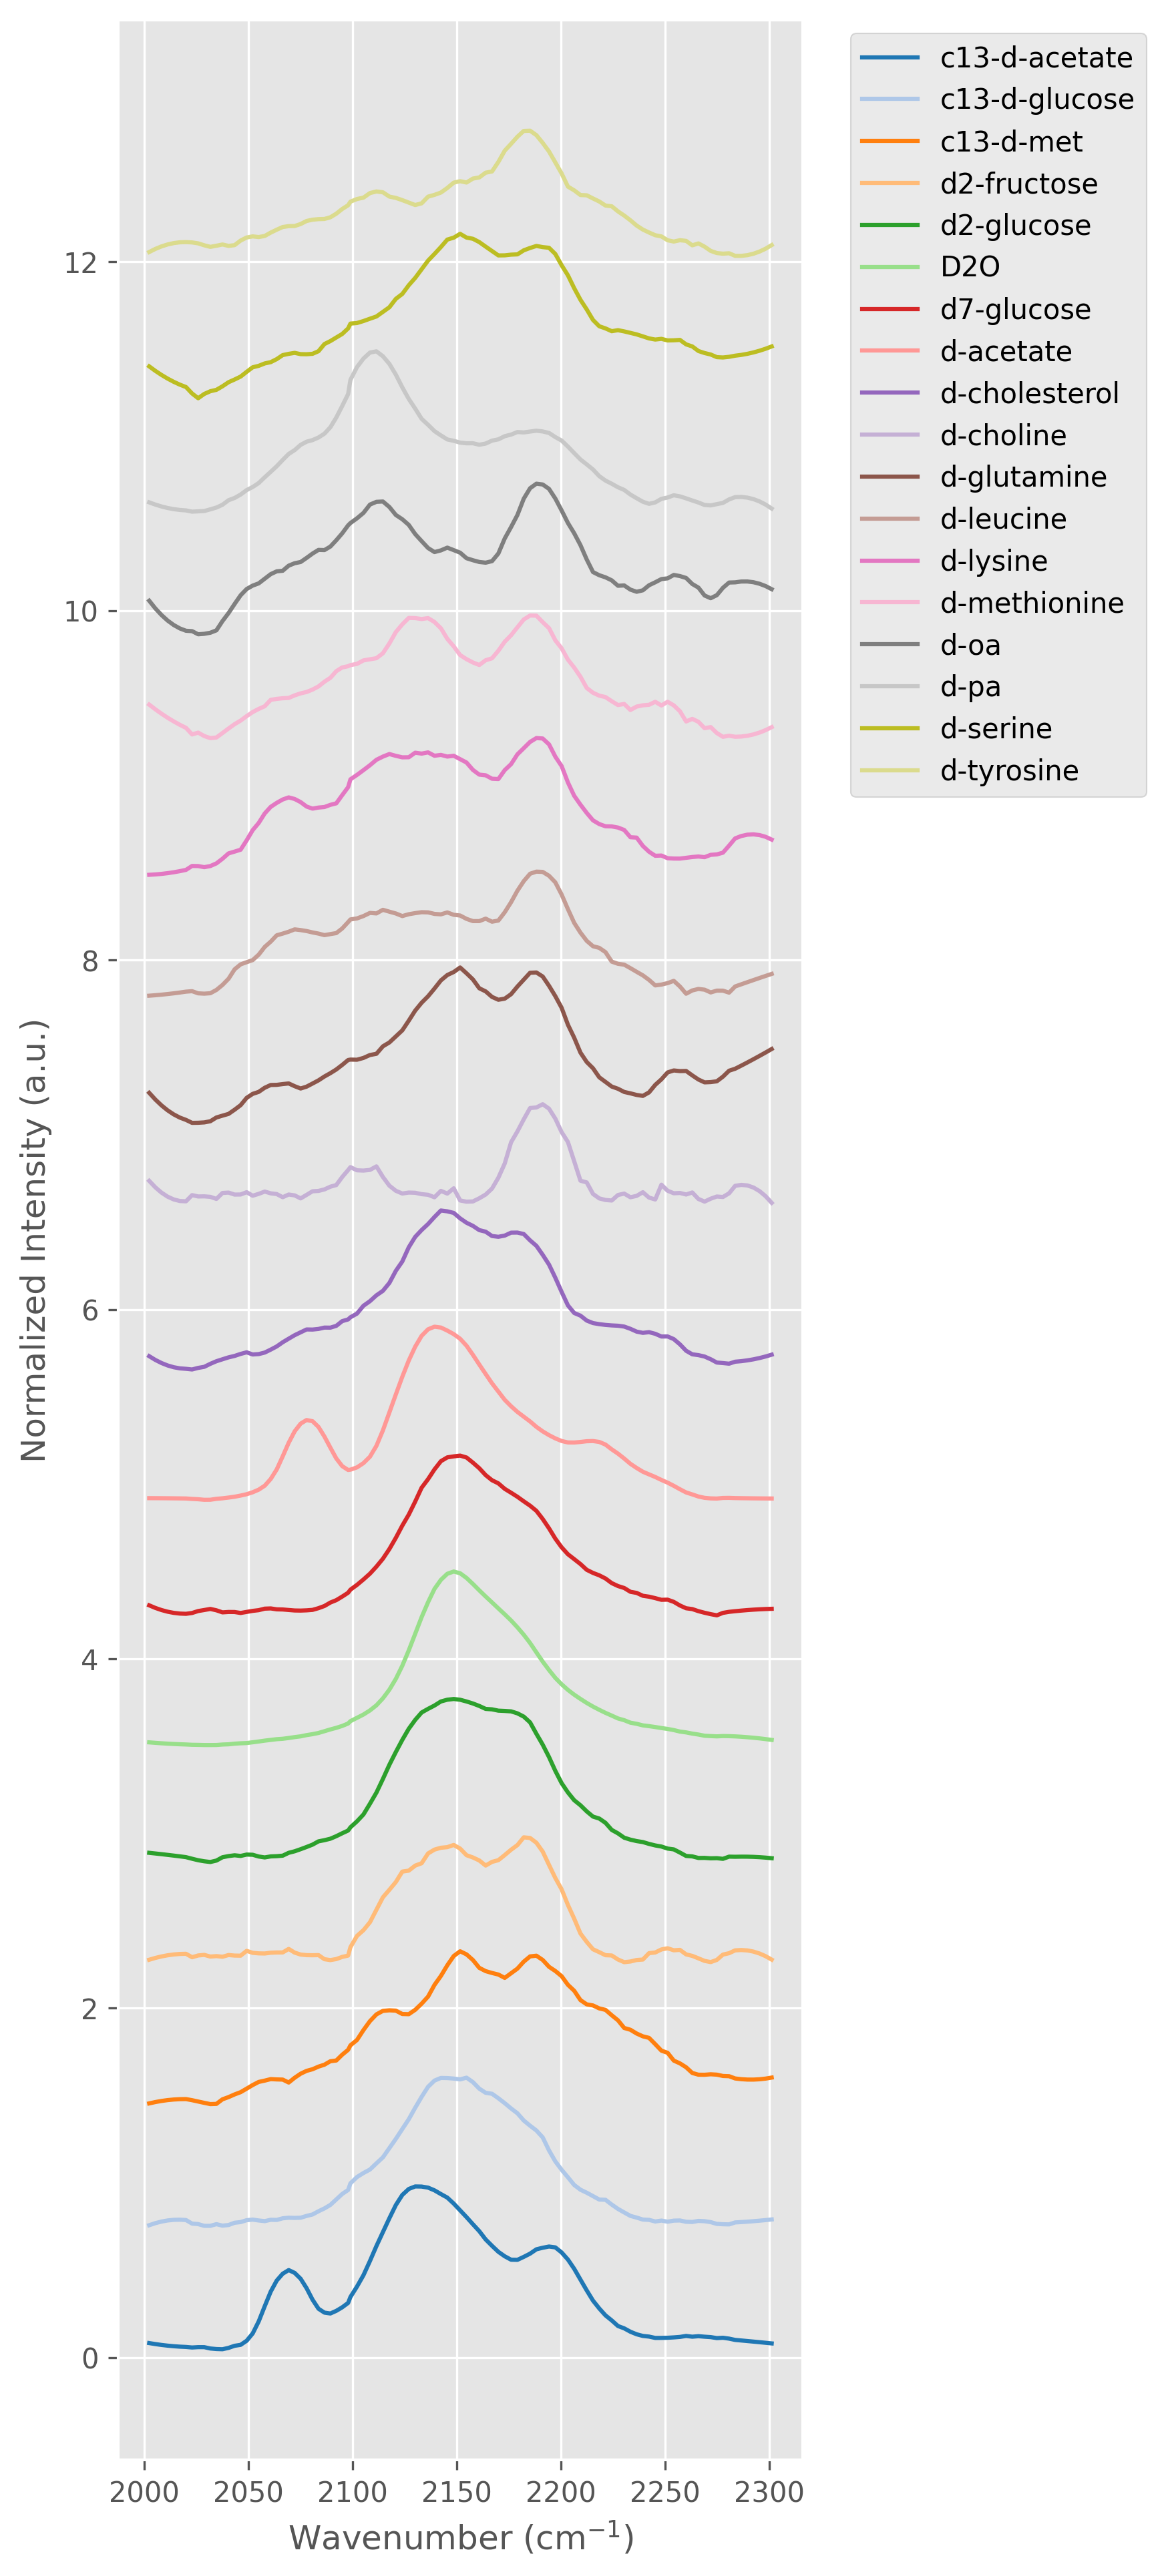 c13-d-acetate
c13-d-glucose
c13-d-met
d2-fructose
d2-glucose
D2O
d7-glucose
d-acetate
d-cholesterol
d-choline
d-glutamine
d-leucine
d-lysine
d-methionine
d-oa
d-pa
d-serine
d-tyrosine
12
10
8
6
4
2
0
Normalized Intensity (a.u.)
2000 2050 2100 2150 2200 2250 2300
Wavenumber (cm⁻¹)